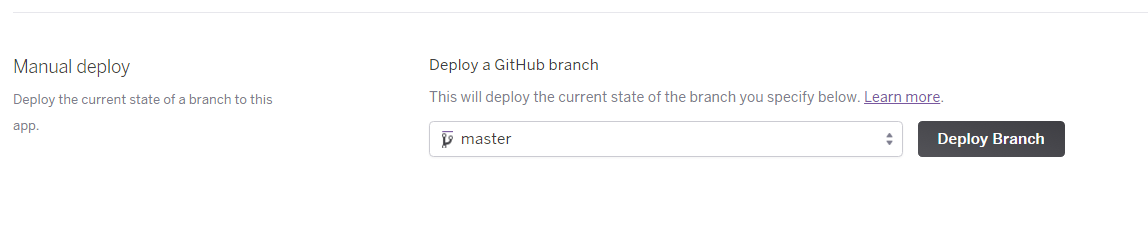 Manual deploy
Deploy the current state of a branch to this
app.
Deploy a GitHub branch
This will deploy the current state of the branch you specify below. Learn more.
master
Deploy Branch